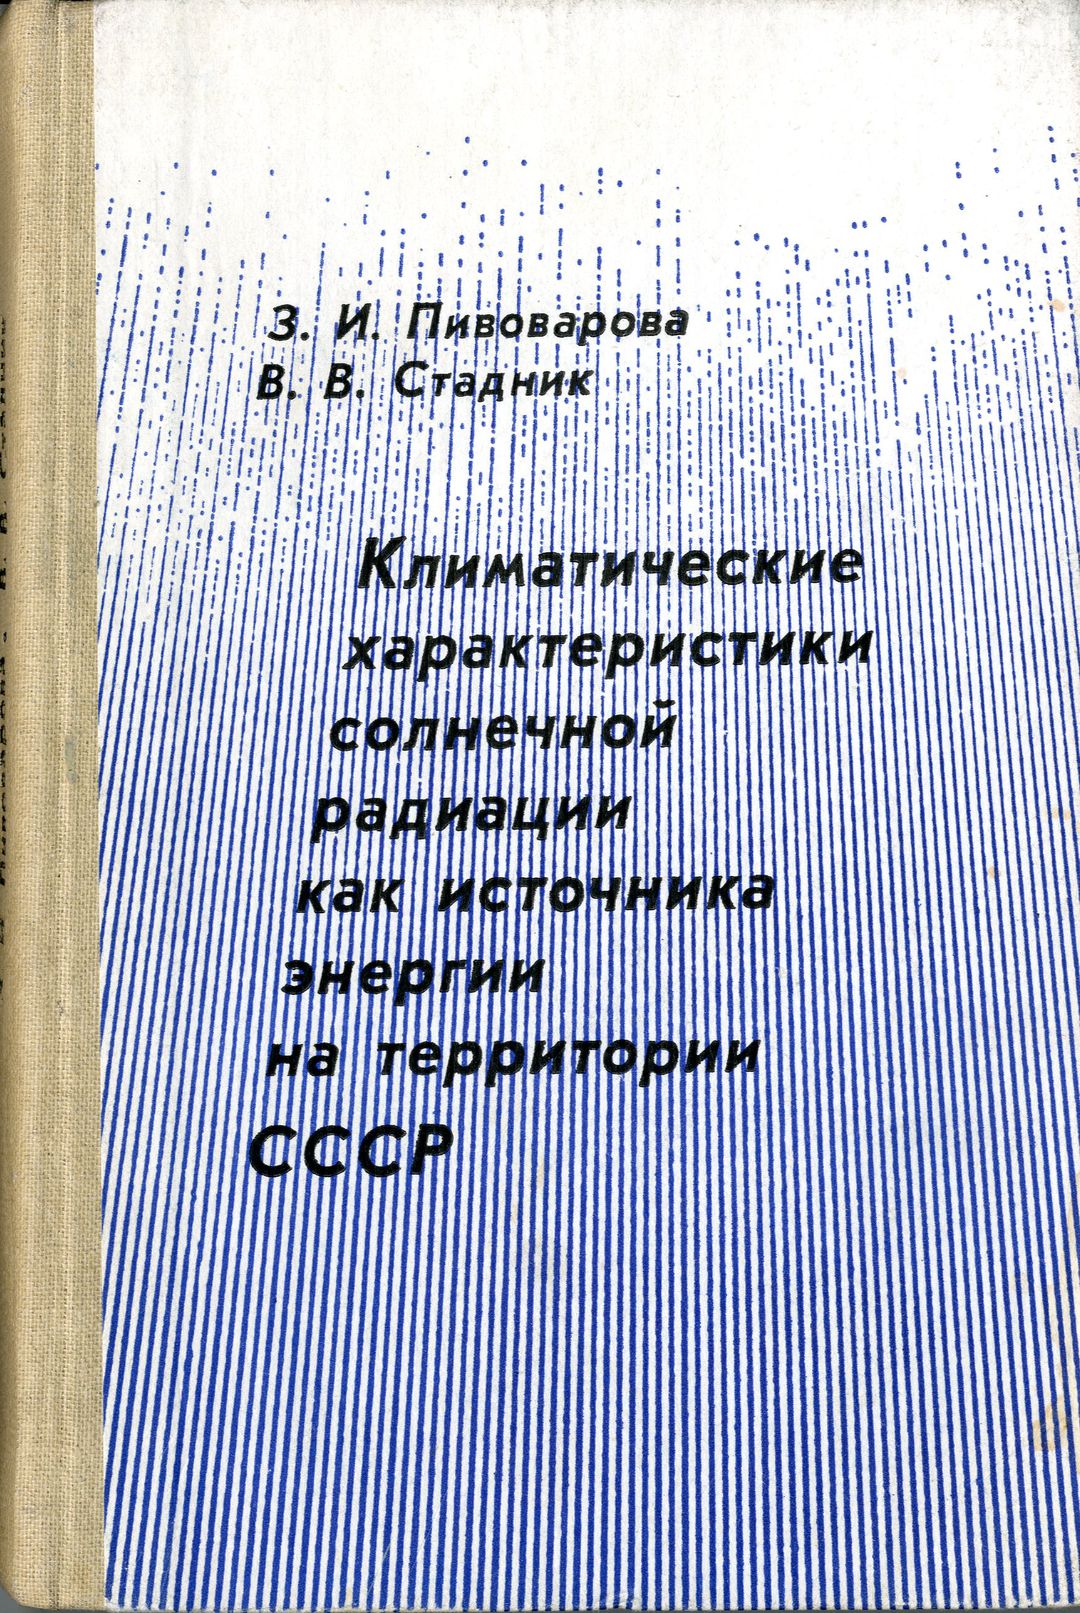 З. И. Пивоварова
В. В. Стадник
Климатические
характеристики
солнечной
радиации
как источника
энергии
на территории
СССР